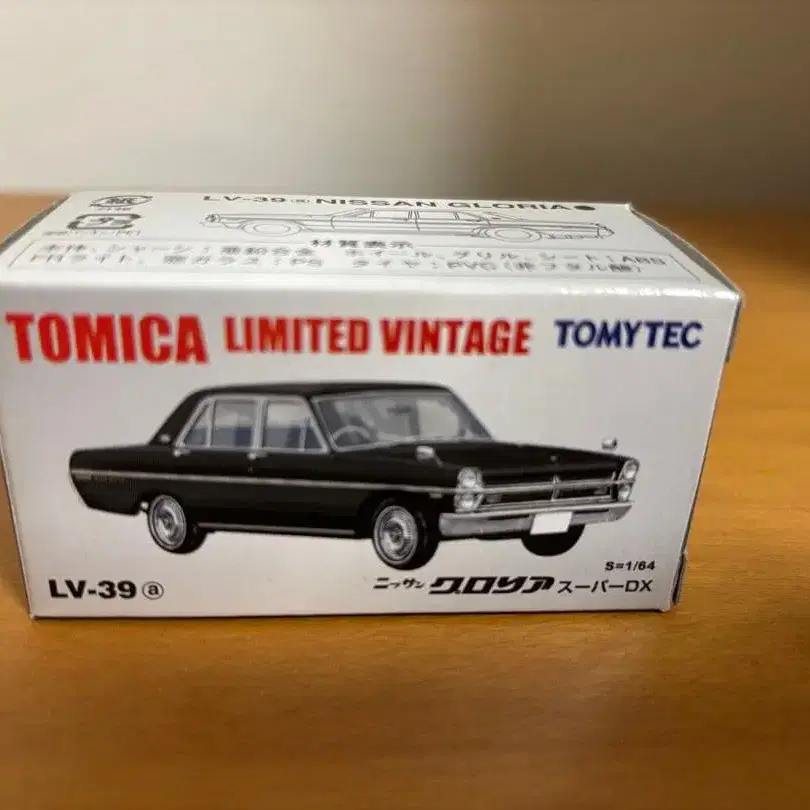 LV-39 ⓐ NISSAN GLORIA●
材質表示
本体、シャーシ：亜鉛合金 ホイール、グリル、シート：ABS
ライト、窓ガラス：PS タイヤ：PVC（非フタル酸）
TOMICA LIMITED VINTAGE TOMYTEC
S=1/64
LV-39 ⓐ ニッサン グロリア スーパーDX